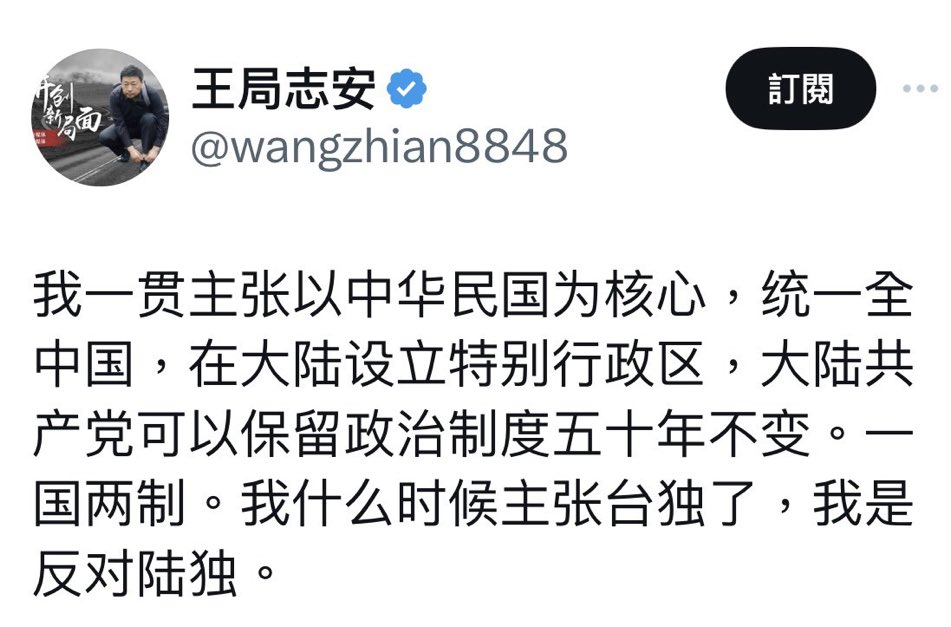 王局志安
@wangzhian8848
訂閱
我一贯主张以中华民国为核心，统一全
中国，在大陆设立特别行政区，大陆共
产党可以保留政治制度五十年不变。一
国两制。我什么时候主张台独了，我是
反对陆独。